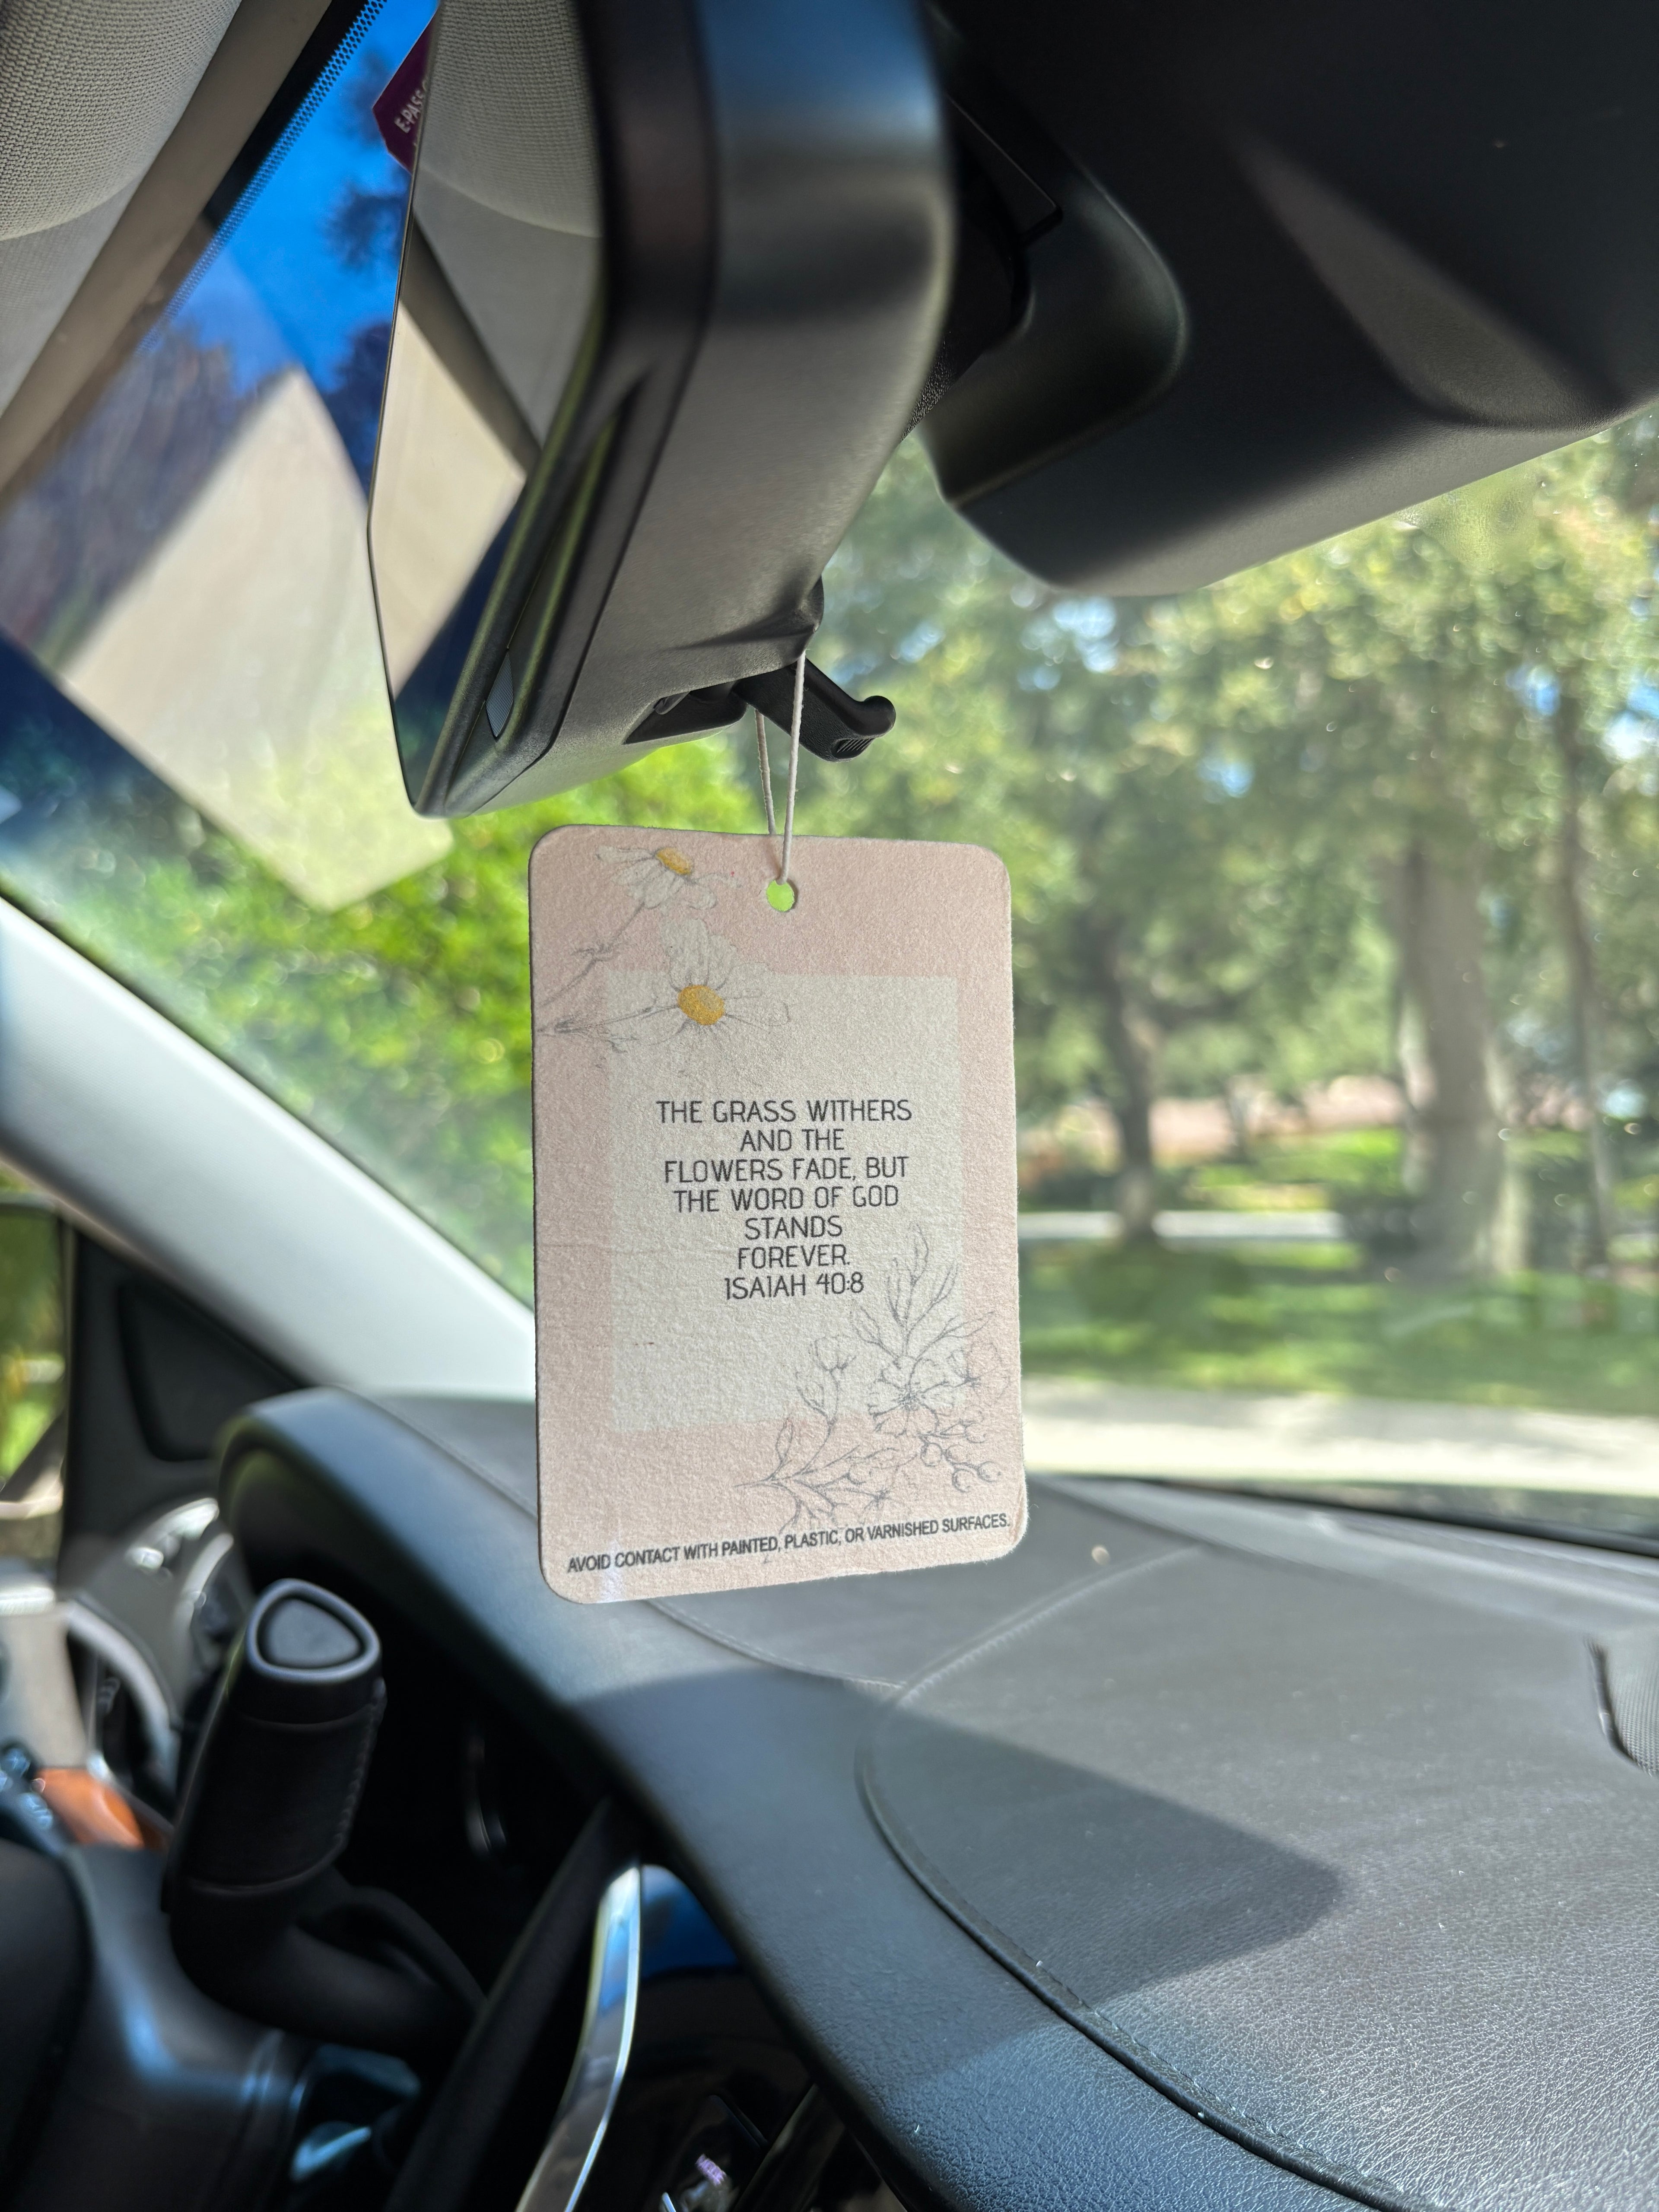 E-PASS
THE GRASS WITHERS
AND THE
FLOWERS FADE, BUT
THE WORD OF GOD
STANDS
FOREVER.
ISAIAH 40:8
AVOID CONTACT WITH PAINTED, PLASTIC, OR VARNISHED SURFACES.